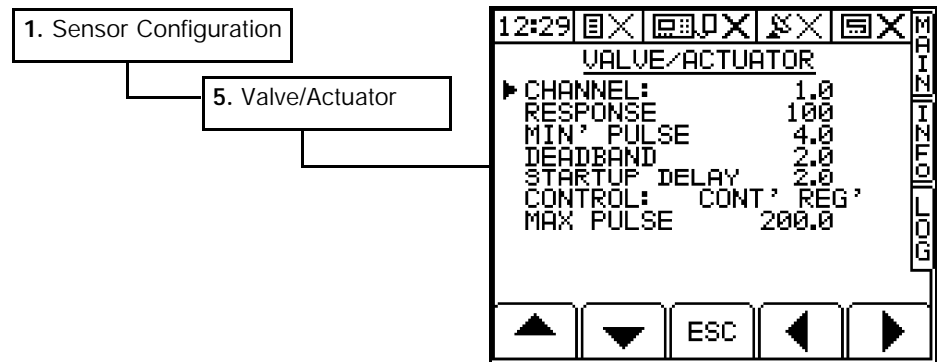 1. Sensor Configuration
5. Valve/Actuator
12:29
VALVE/ACTUATOR
CHANNEL: 1.0
RESPONSE 100
MIN' PULSE 4.0
DEADBAND 2.0
STARTUP DELAY 2.0
CONTROL: CONT' REG'
MAX PULSE 200.0
MAIN
INFO
LOG
ESC